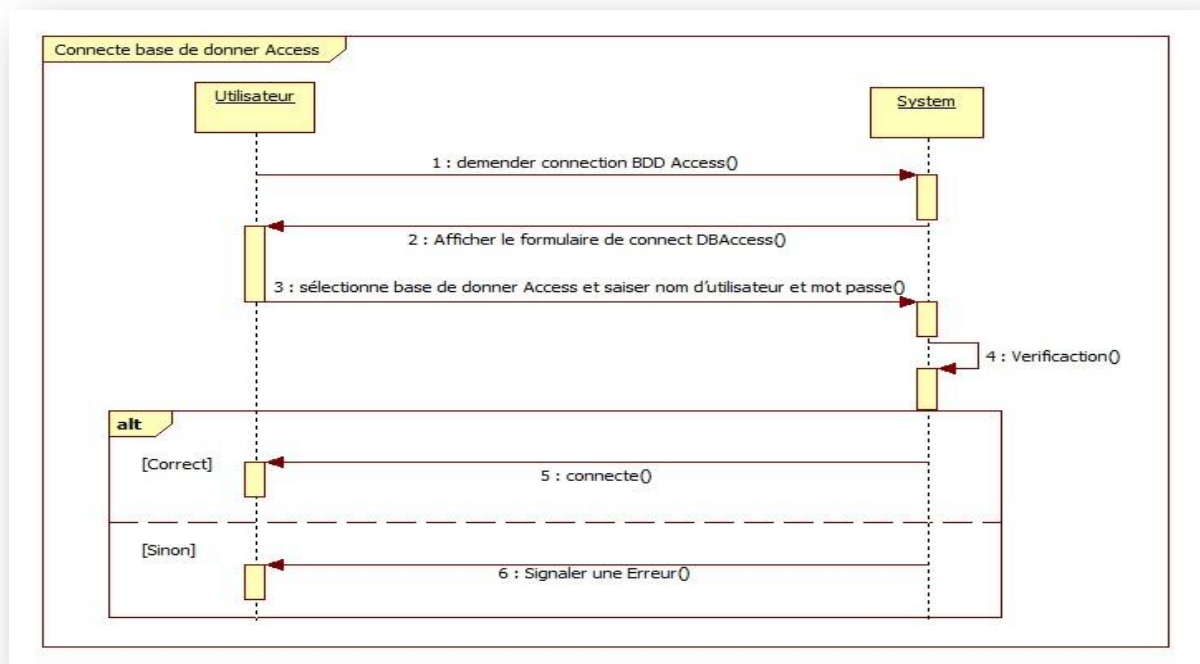 Connecte base de donner Access
Utilisateur
System
1 : demender connection BDD Access()
2 : Afficher le formulaire de connect DBAccess()
3 : sélectionne base de donner Access et saiser nom d'utilisateur et mot passe()
4 : Verificaction()
alt
[Correct]
5 : connecte()
[Sinon]
6 : Signaler une Erreur()